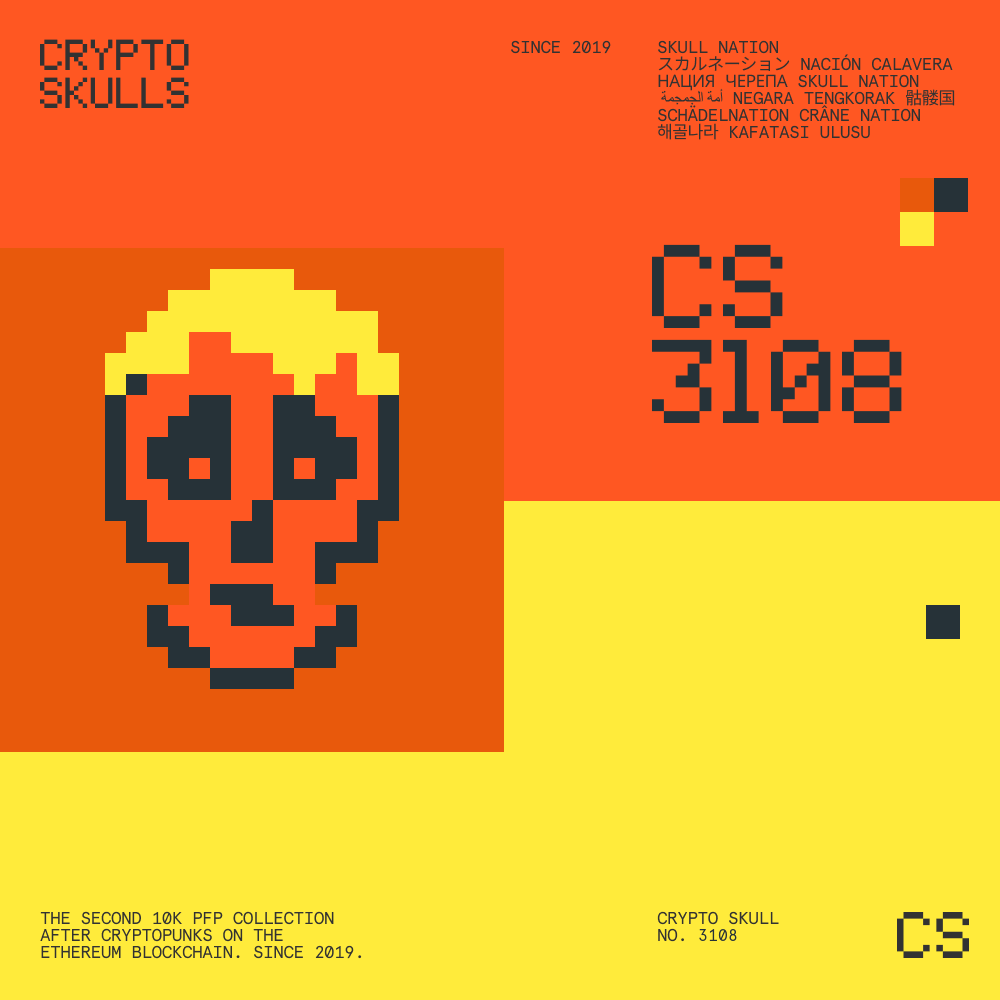 CRYPTO
SKULLS
SINCE 2019
SKULL NATION
スカルネーション NACIÓN CALAVERA
НАЦИЯ ЧЕРЕПА SKULL NATION
أمة الجمجمة NEGARA TENGKORAK 骷髅国
SCHÄDELNATION CRÂNE NATION
해골나라 KAFATASI ULUSU
CS
3108
THE SECOND 10K PFP COLLECTION
AFTER CRYPTOPUNKS ON THE
ETHEREUM BLOCKCHAIN. SINCE 2019.
CRYPTO SKULL
NO. 3108
CS